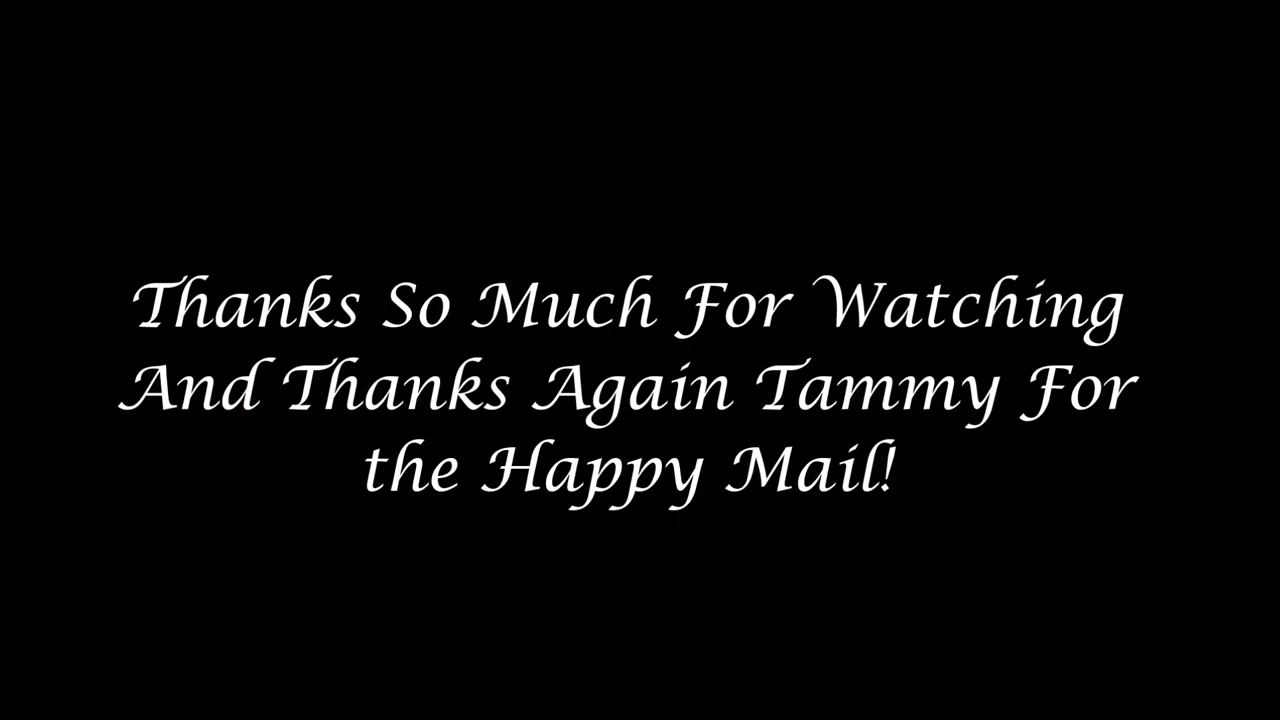 Thanks So Much For Watching
And Thanks Again Tammy For
the Happy Mail!